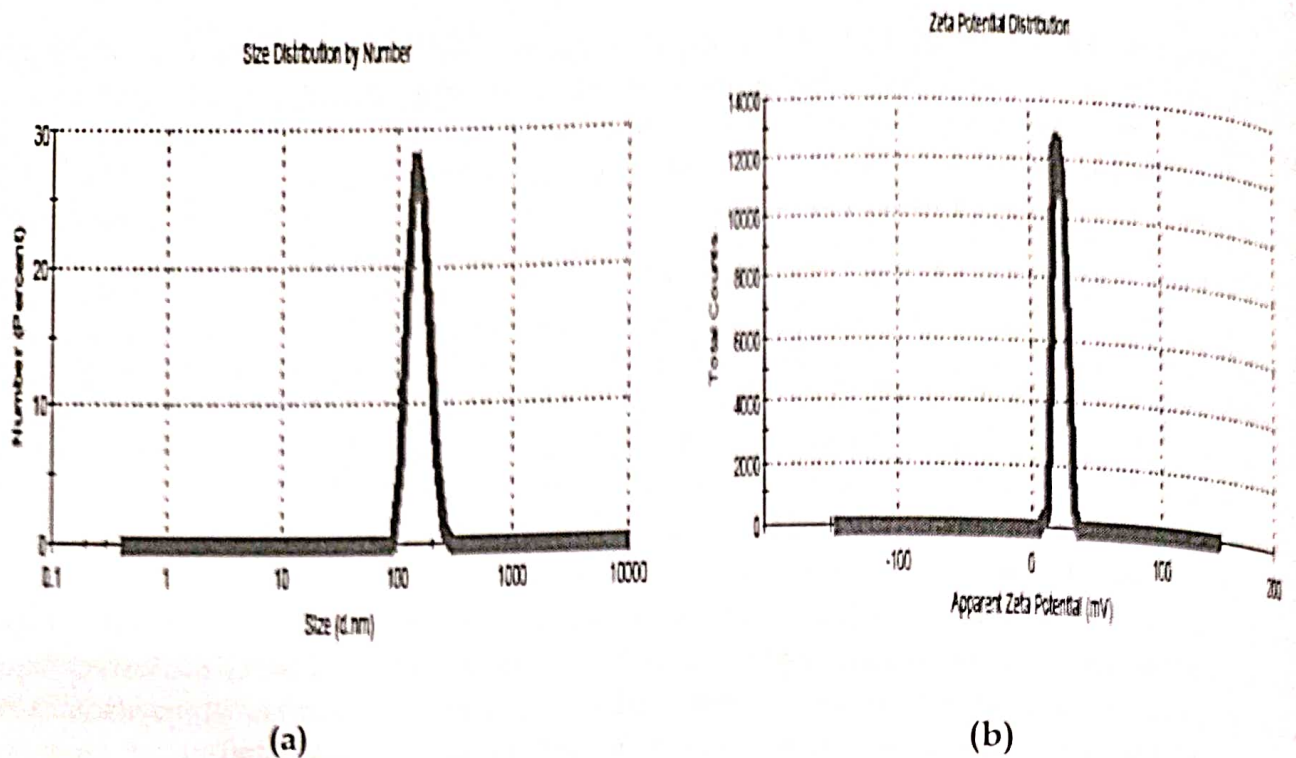 Size Distribution by Number
30
20
10
0
Number (Percent)
0.1 1 10 100 1000 10000
Size (d.nm)
(a)
Zeta Potential Distribution
14000
12000
10000
8000
6000
4000
2000
0
Total Counts
-100 0 100 200
Apparent Zeta Potential (mV)
(b)